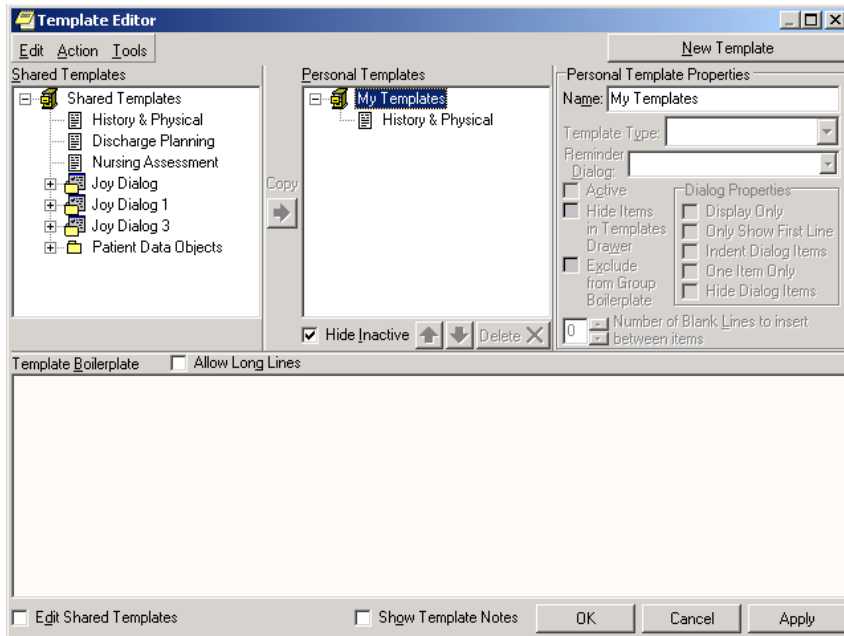 Template Editor
Edit Action Tools
New Template
Shared Templates
Shared Templates
History & Physical
Discharge Planning
Nursing Assessment
Joy Dialog
Joy Dialog 1
Joy Dialog 3
Patient Data Objects
Copy
Personal Templates
My Templates
History & Physical
Hide Inactive
Delete
Personal Template Properties
Name: My Templates
Template Type:
Reminder
Dialog:
Active
Hide Items
in Templates
Drawer
Exclude
from Group
Boilerplate
Dialog Properties
Display Only
Only Show First Line
Indent Dialog Items
One Item Only
Hide Dialog Items
0 Number of Blank Lines to insert
between items
Template Boilerplate Allow Long Lines
Edit Shared Templates Show Template Notes OK Cancel Apply